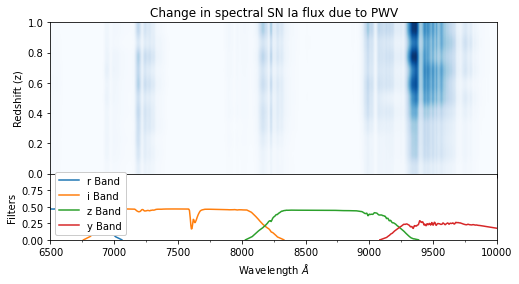 Change in spectral SN Ia flux due to PWV
1.0
0.8
0.6
0.4
0.2
0.0
Redshift (z)
0.75
0.50
0.25
0.00
Filters
r Band
i Band
z Band
y Band
6500 7000 7500 8000 8500 9000 9500 10000
Wavelength Å